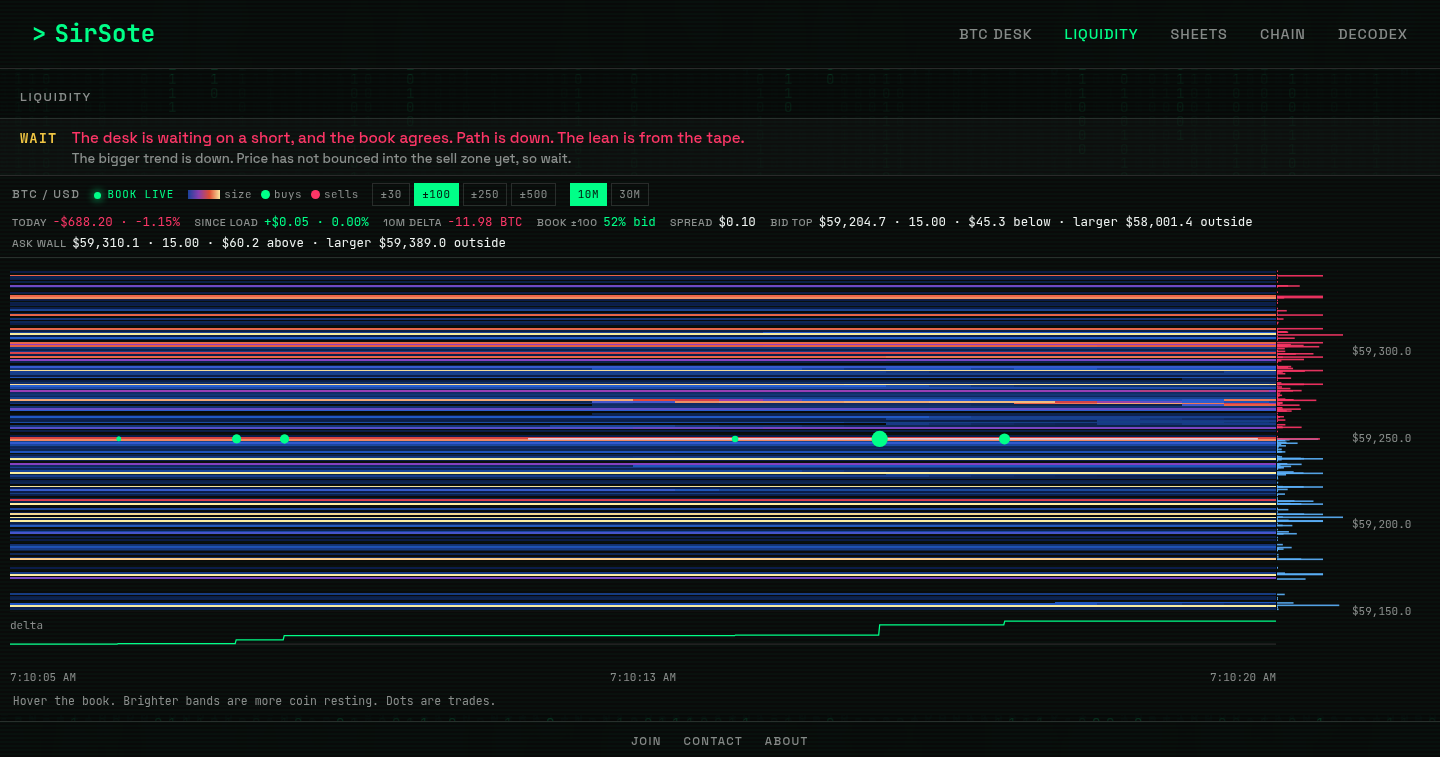 > SirSote
BTC DESK LIQUIDITY SHEETS CHAIN DECODEX
LIQUIDITY
WAIT The desk is waiting on a short, and the book agrees. Path is down. The lean is from the tape.
The bigger trend is down. Price has not bounced into the sell zone yet, so wait.
BTC / USD BOOK LIVE size buys sells ±30 ±100 ±250 ±500 10M 30M
TODAY -$688.20 · -1.15% SINCE LOAD +$0.05 · 0.00% 10M DELTA -11.98 BTC BOOK ±100 52% bid SPREAD $0.10 BID TOP $59,204.7 · 15.00 · $45.3 below · larger $58,001.4 outside
ASK WALL $59,310.1 · 15.00 · $60.2 above · larger $59,389.0 outside
$59,300.0
$59,250.0
$59,200.0
$59,150.0
delta
7:10:05 AM 7:10:13 AM 7:10:20 AM
Hover the book. Brighter bands are more coin resting. Dots are trades.
JOIN CONTACT ABOUT